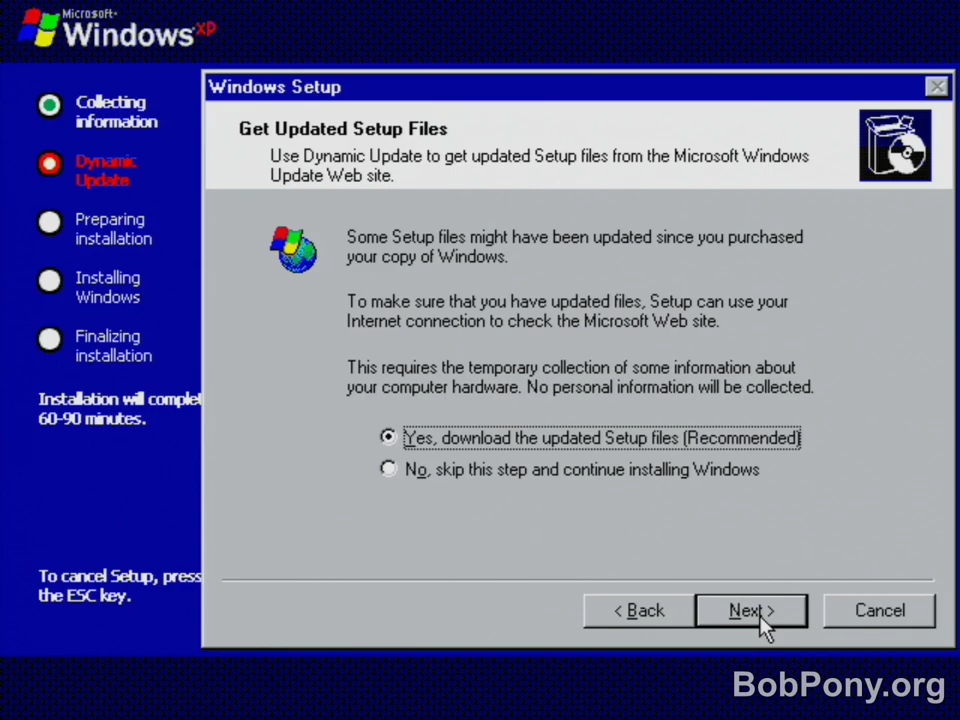 Microsoft
Windows XP
Collecting
information
Dynamic
Update
Preparing
installation
Installing
Windows
Finalizing
installation
Installation will complet
60-90 minutes.
To cancel Setup, press
the ESC key.
Windows Setup
Get Updated Setup Files
Use Dynamic Update to get updated Setup files from the Microsoft Windows
Update Web site.
Some Setup files might have been updated since you purchased
your copy of Windows.
To make sure that you have updated files, Setup can use your
Internet connection to check the Microsoft Web site.
This requires the temporary collection of some information about
your computer hardware. No personal information will be collected.
Yes, download the updated Setup files (Recommended)
No, skip this step and continue installing Windows
< Back
Next >
Cancel
BobPony.org